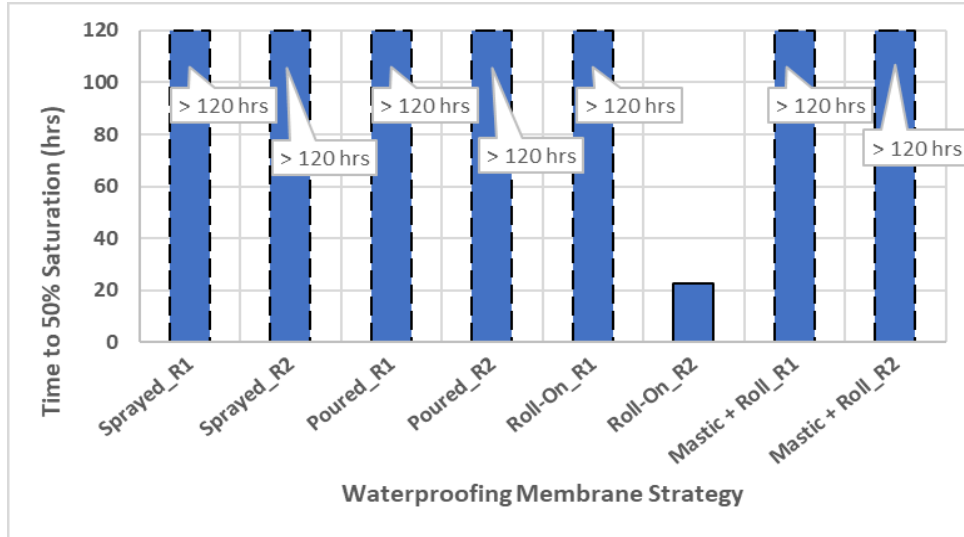 Time to 50% Saturation (hrs)
120
100
80
60
40
20
0
> 120 hrs
> 120 hrs
> 120 hrs
> 120 hrs
> 120 hrs
> 120 hrs
> 120 hrs
Sprayed_R1
Sprayed_R2
Poured_R1
Poured_R2
Roll-On_R1
Roll-On_R2
Mastic + Roll_R1
Mastic + Roll_R2
Waterproofing Membrane Strategy